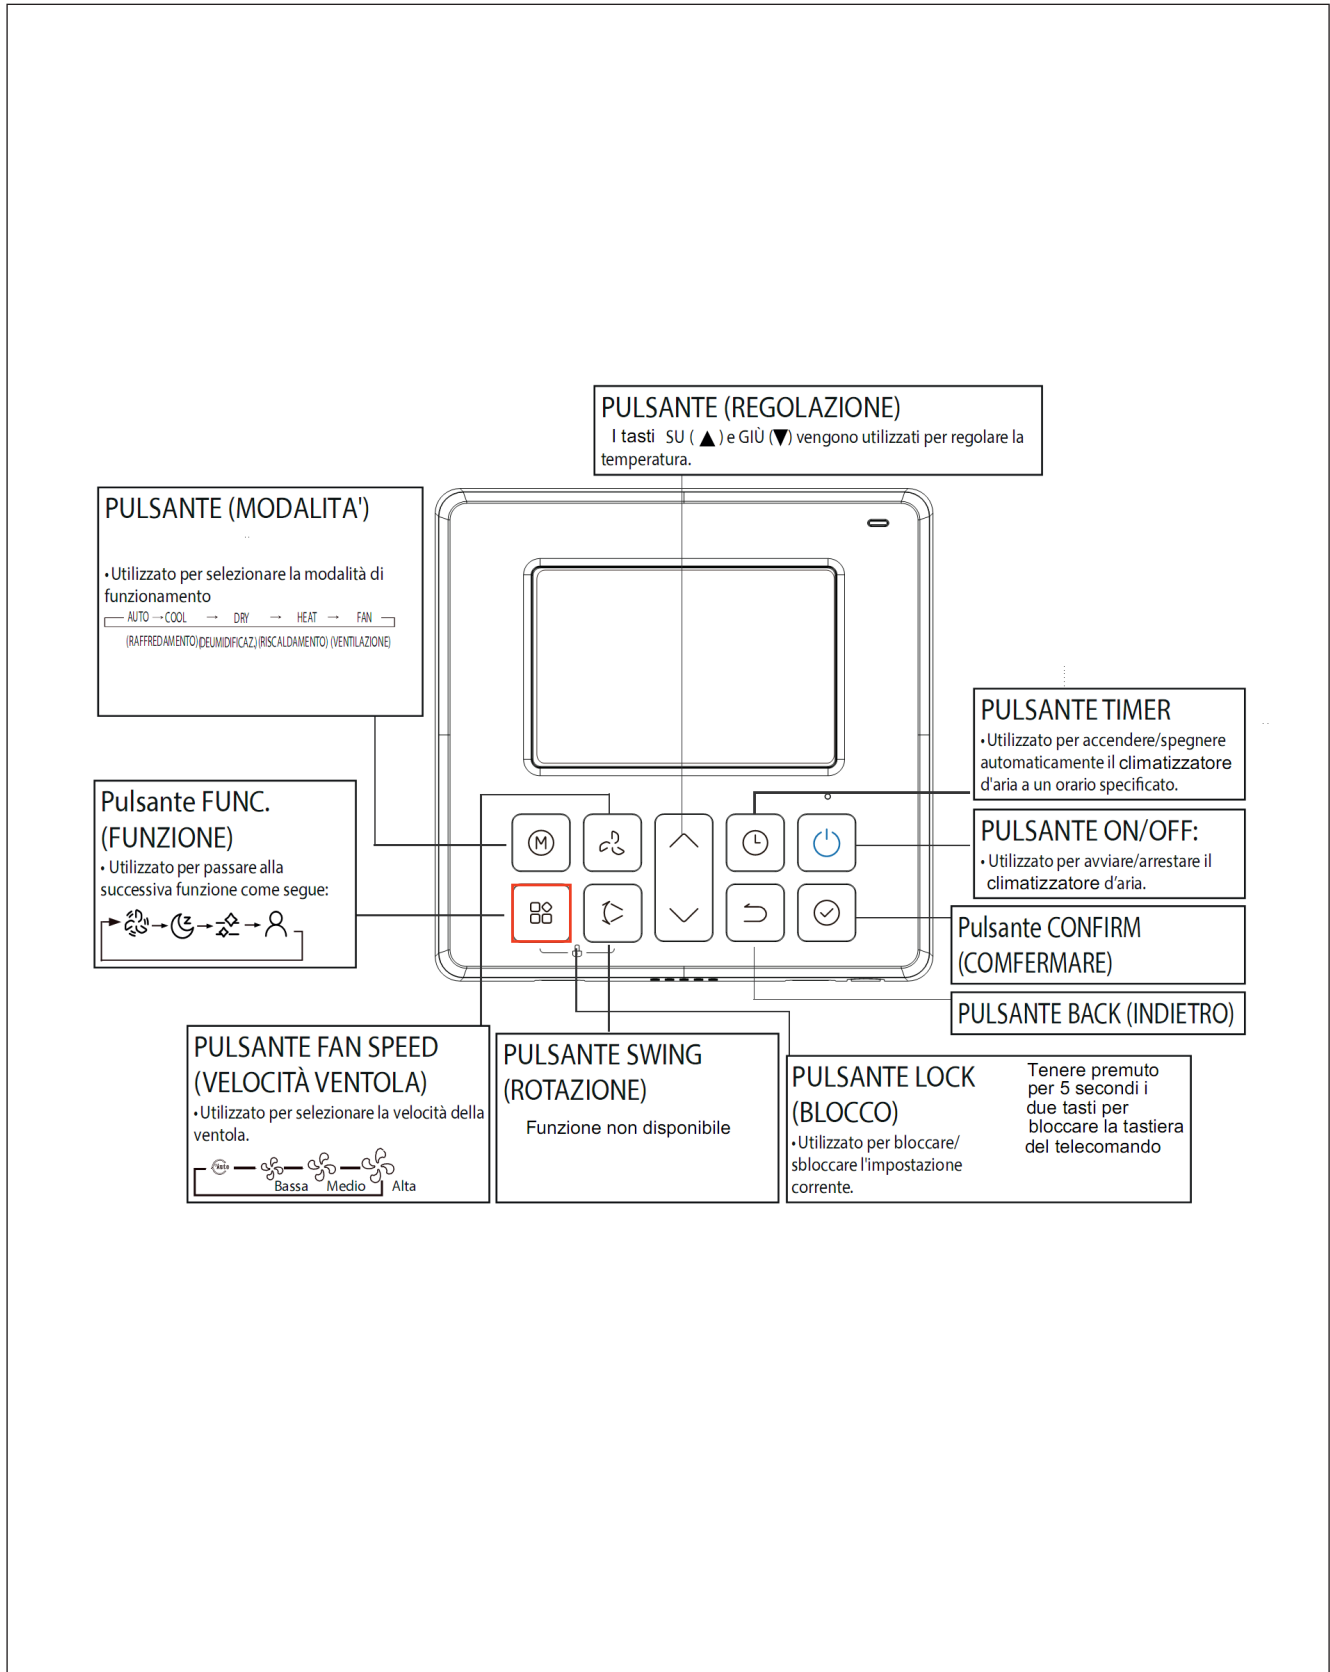 PULSANTE (REGOLAZIONE)
I tasti SU ( ▲ ) e GIÙ (▼) vengono utilizzati per regolare la
temperatura.
PULSANTE (MODALITA')
• Utilizzato per selezionare la modalità di
funzionamento
AUTO → COOL → DRY → HEAT → FAN
(RAFFREDAMENTO) (DEUMIDIFICAZ.) (RISCALDAMENTO) (VENTILAZIONE)
PULSANTE TIMER
• Utilizzato per accendere/spegnere
automaticamente il climatizzatore
d'aria a un orario specificato.
Pulsante FUNC.
(FUNZIONE)
• Utilizzato per passare alla
successiva funzione come segue:
PULSANTE ON/OFF:
• Utilizzato per avviare/arrestare il
climatizzatore d'aria.
M
Pulsante CONFIRM
(COMFERMARE)
PULSANTE BACK (INDIETRO)
PULSANTE FAN SPEED
(VELOCITÀ VENTOLA)
• Utilizzato per selezionare la velocità della
ventola.
Auto
Bassa Medio Alta
PULSANTE SWING
(ROTAZIONE)
Funzione non disponibile
PULSANTE LOCK
(BLOCCO)
• Utilizzato per bloccare/
sbloccare l'impostazione
corrente.
Tenere premuto
per 5 secondi i
due tasti per
bloccare la tastiera
del telecomando